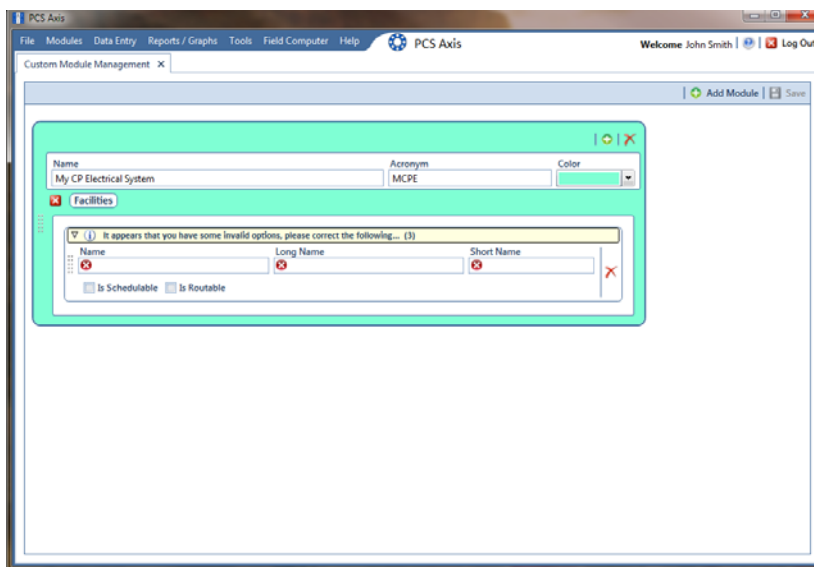 PCS Axis
File Modules Data Entry Reports / Graphs Tools Field Computer Help PCS Axis Welcome John Smith Log Out
Custom Module Management X
Add Module Save
Name Acronym Color
My CP Electrical System MCPE
Facilities
It appears that you have some invalid options, please correct the following... (3)
Name Long Name Short Name
Is Schedulable Is Routable